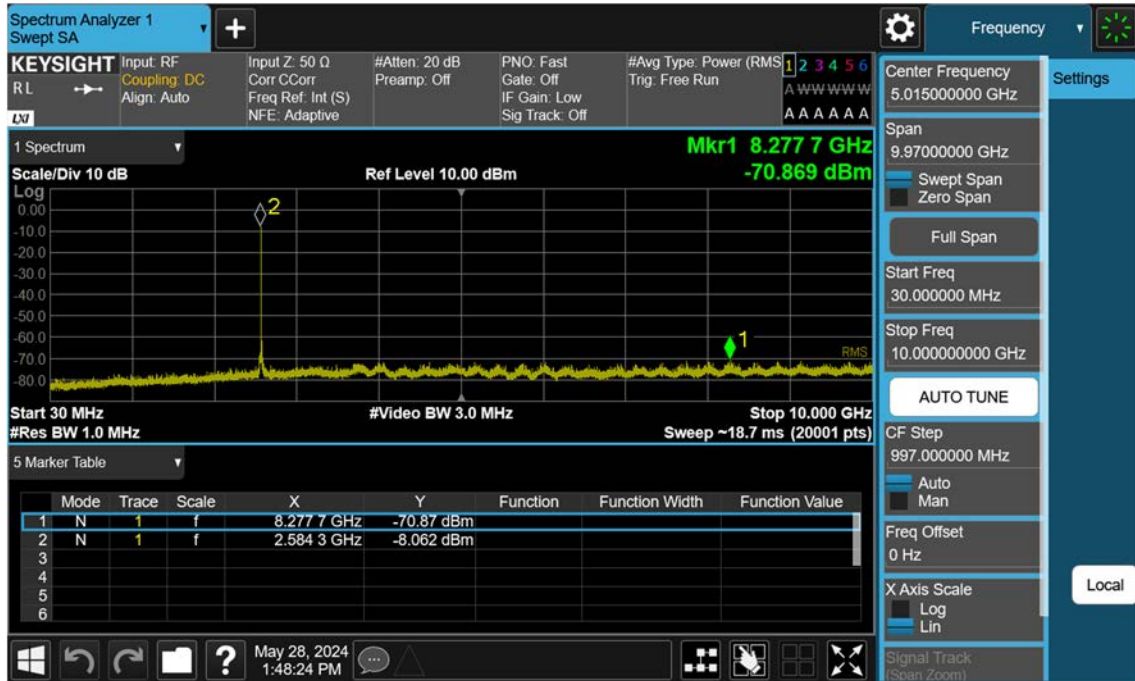 Spectrum Analyzer 1
Swept SA
Frequency
KEYSIGHT
RL
LXI
Input: RF
Coupling: DC
Align: Auto
Input Z: 50 Ω
Corr CCorr
Freq Ref: Int (S)
NFE: Adaptive
#Atten: 20 dB
Preamp: Off
PNO: Fast
Gate: Off
IF Gain: Low
Sig Track: Off
#Avg Type: Power (RMS
Trig: Free Run
1 2 3 4 5 6
A W W W W W
A A A A A A
1 Spectrum
Mkr1 8.277 7 GHz
Scale/Div 10 dB
Ref Level 10.00 dBm
-70.869 dBm
Log
0.00
-10.0
-20.0
-30.0
-40.0
-50.0
-60.0
-70.0
-80.0
2
1
RMS
Start 30 MHz
#Video BW 3.0 MHz
Stop 10.000 GHz
#Res BW 1.0 MHz
Sweep ~18.7 ms (20001 pts)
5 Marker Table
Mode Trace Scale X Y Function Function Width Function Value
1 N 1 f 8.277 7 GHz -70.87 dBm
2 N 1 f 2.584 3 GHz -8.062 dBm
3
4
5
6
May 28, 2024
1:48:24 PM
Center Frequency
5.015000000 GHz
Settings
Span
9.97000000 GHz
Swept Span
Zero Span
Full Span
Start Freq
30.000000 MHz
Stop Freq
10.000000000 GHz
AUTO TUNE
CF Step
997.000000 MHz
Auto
Man
Freq Offset
0 Hz
X Axis Scale
Log
Lin
Local
Signal Track
(Span Zoom)